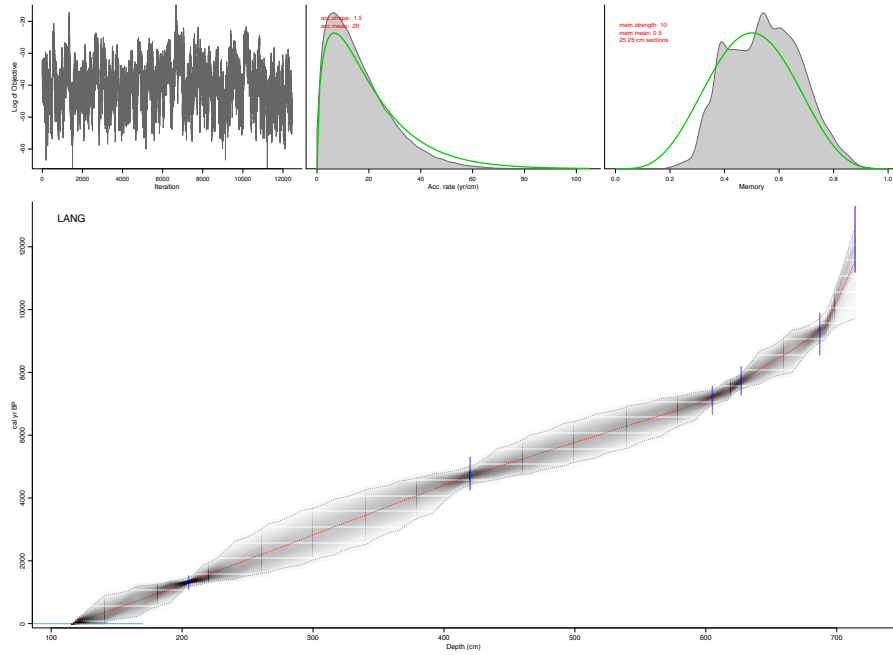 Log of Objective
−20
−30
−40
−50
−60
0 2000 4000 6000 8000 10000 12000
Iteration
acc.shape: 1.5
acc.mean: 20
0 20 40 60 80 100
Acc. rate (yr/cm)
mem.strength: 10
mem.mean: 0.5
25 25 cm sections
0.0 0.2 0.4 0.6 0.8 1.0
Memory
LANG
cal yr BP
12000
10000
8000
6000
4000
2000
0
100 200 300 400 500 600 700
Depth (cm)